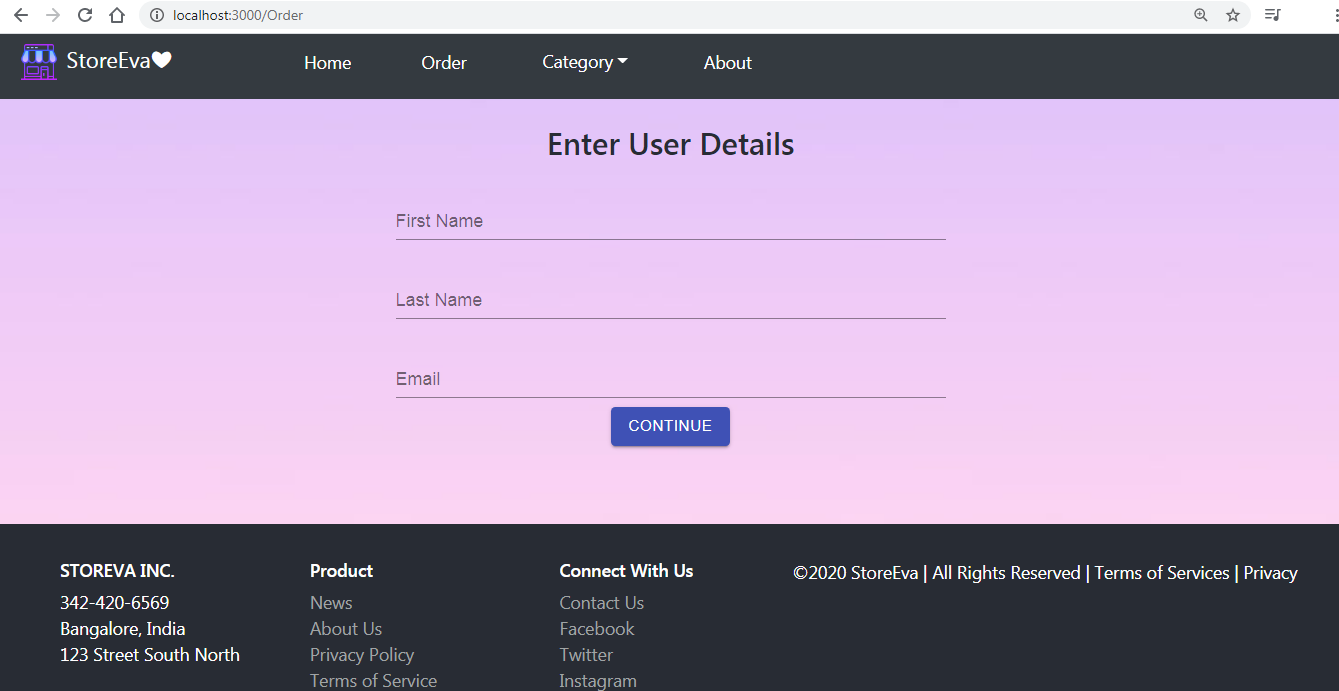 localhost:3000/Order
StoreEva🤍 Home Order Category About
Enter User Details
First Name
Last Name
Email
CONTINUE
STOREVA INC.
342-420-6569
Bangalore, India
123 Street South North
Product
News
About Us
Privacy Policy
Terms of Service
Connect With Us
Contact Us
Facebook
Twitter
Instagram
©2020 StoreEva | All Rights Reserved | Terms of Services | Privacy